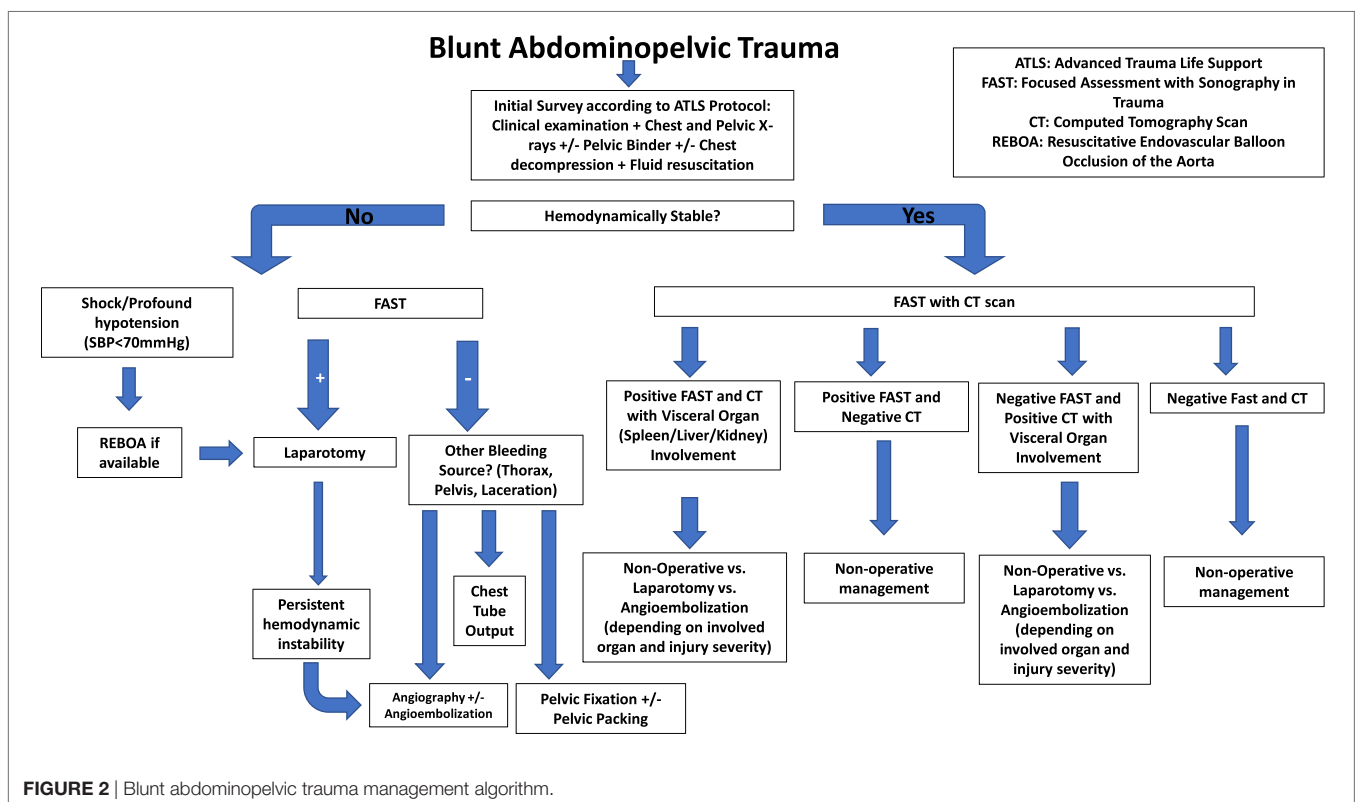 Blunt Abdominopelvic Trauma
ATLS: Advanced Trauma Life Support
FAST: Focused Assessment with Sonography in
Trauma
CT: Computed Tomography Scan
REBOA: Resuscitative Endovascular Balloon
Occlusion of the Aorta
Initial Survey according to ATLS Protocol:
Clinical examination + Chest and Pelvic X-
rays +/- Pelvic Binder +/- Chest
decompression + Fluid resuscitation
No
Hemodynamically Stable?
Yes
Shock/Profound
hypotension
(SBP<70mmHg)
FAST
FAST with CT scan
+
-
REBOA if
available
Laparotomy
Other Bleeding
Source? (Thorax,
Pelvis, Laceration)
Positive FAST and CT
with Visceral Organ
(Spleen/Liver/Kidney)
Involvement
Positive FAST and
Negative CT
Negative FAST and
Positive CT with
Visceral Organ
Involvement
Negative Fast and CT
Persistent
hemodynamic
instability
Chest
Tube
Output
Non-Operative vs.
Laparotomy vs.
Angioembolization
(depending on involved
organ and injury severity)
Non-operative
management
Non-Operative vs.
Laparotomy vs.
Angioembolization
(depending on
involved organ and
injury severity)
Non-operative
management
Angiography +/-
Angioembolization
Pelvic Fixation +/-
Pelvic Packing
FIGURE 2 | Blunt abdominopelvic trauma management algorithm.